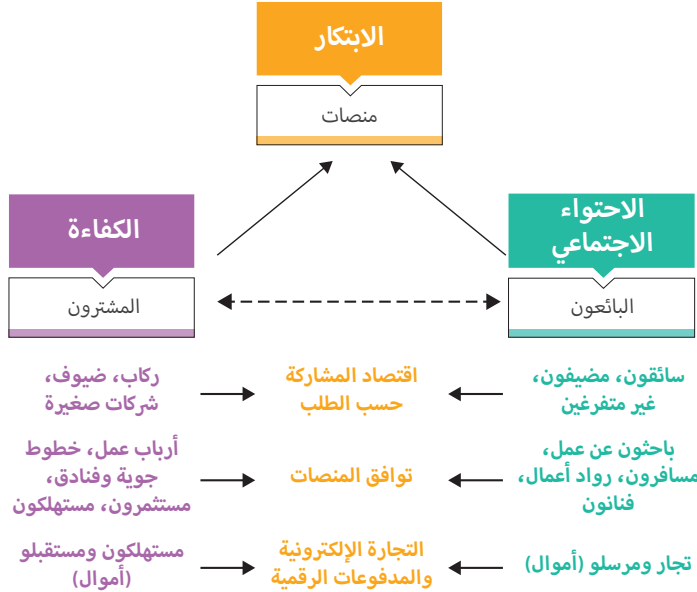 الابتكار
منصات
الاحتواء
الاجتماعي
البائعون
الكفاءة
المشترون
سائقون، مضيفون،
غير متفرغين
اقتصاد المشاركة
حسب الطلب
ركاب، ضيوف،
شركات صغيرة
باحثون عن عمل،
مسافرون، رواد أعمال،
فنانون
توافق المنصات
أرباب عمل، خطوط
جوية وفنادق،
مستثمرون، مستهلكون
تجار ومرسلو (أموال)
التجارة الإلكترونية
والمدفوعات الرقمية
مستهلكون ومستقبلو
(أموال)